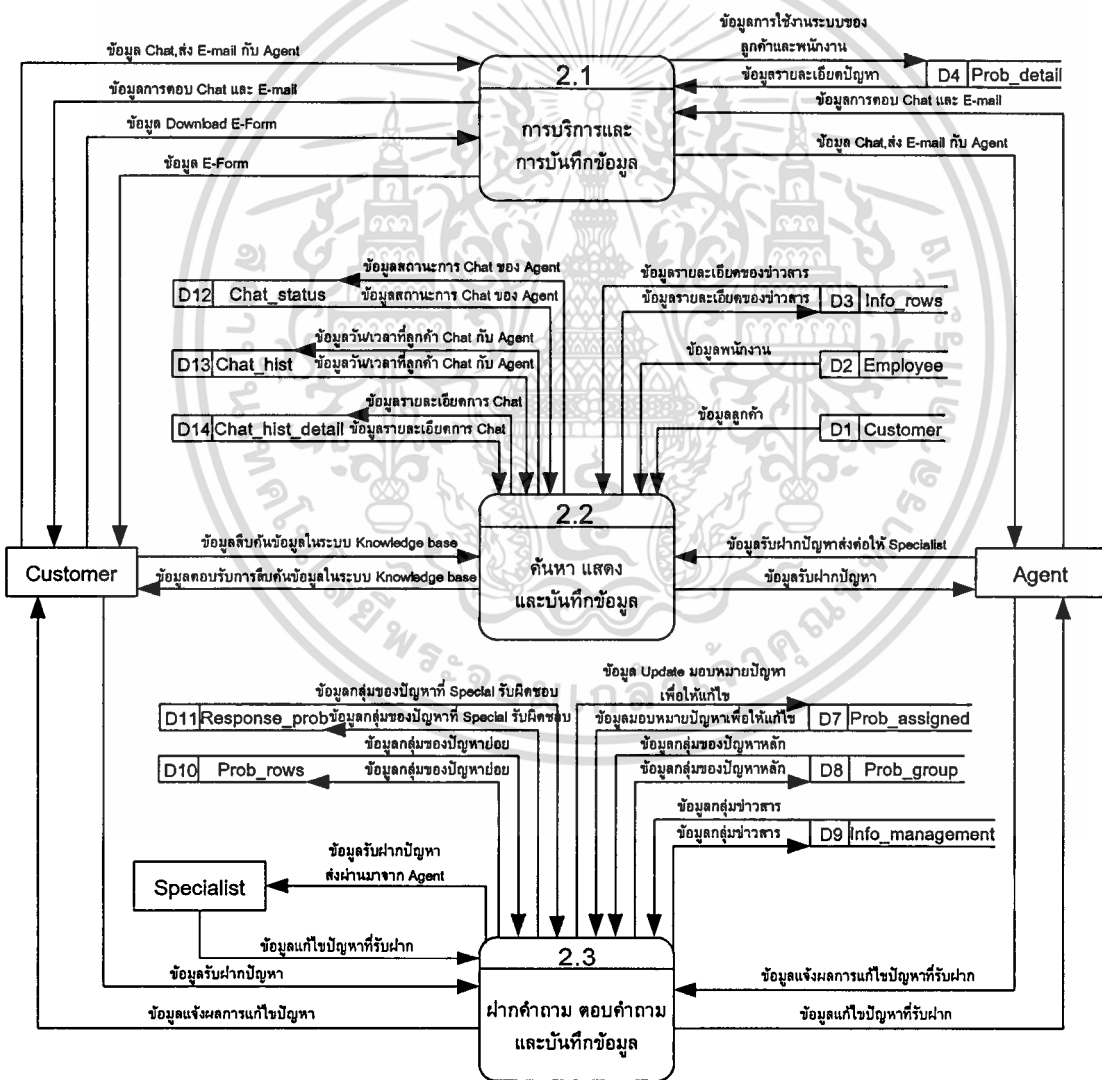 ข้อมูล Chat,ส่ง E-mail กับ Agent
ข้อมูลการตอบ Chat และ E-mail
ข้อมูล Download E-Form
ข้อมูล E-Form
2.1
การบริการและ
การบันทึกข้อมูล
ข้อมูลการใช้งานระบบของ
ลูกค้าและพนักงาน
ข้อมูลรายละเอียดปัญหา
D4 Prob_detail
ข้อมูลการตอบ Chat และ E-mail
ข้อมูล Chat,ส่ง E-mail กับ Agent
ข้อมูลสถานะการ Chat ของ Agent
D12 Chat_status
ข้อมูลสถานะการ Chat ของ Agent
ข้อมูลวัน/เวลาที่ลูกค้า Chat กับ Agent
D13 Chat_hist
ข้อมูลวัน/เวลาที่ลูกค้า Chat กับ Agent
ข้อมูลรายละเอียดการ Chat
D14 Chat_hist_detail
ข้อมูลรายละเอียดการ Chat
ข้อมูลรายละเอียดของข่าวสาร
ข้อมูลรายละเอียดของข่าวสาร
D3 Info_rows
ข้อมูลพนักงาน
D2 Employee
ข้อมูลลูกค้า
D1 Customer
2.2
ค้นหา แสดง
และบันทึกข้อมูล
Customer
ข้อมูลสืบค้นข้อมูลในระบบ Knowledge base
ข้อมูลตอบรับการสืบค้นข้อมูลในระบบ Knowledge base
ข้อมูลรับฝากปัญหาส่งต่อให้ Specialist
ข้อมูลรับฝากปัญหา
Agent
ข้อมูลกลุ่มของปัญหาที่ Special รับผิดชอบ
D11 Response_prob
ข้อมูลกลุ่มของปัญหาที่ Special รับผิดชอบ
ข้อมูลกลุ่มของปัญหาย่อย
D10 Prob_rows
ข้อมูลกลุ่มของปัญหาย่อย
ข้อมูล Update มอบหมายปัญหา
เพื่อให้แก้ไข
ข้อมูลมอบหมายปัญหาเพื่อให้แก้ไข
D7 Prob_assigned
ข้อมูลกลุ่มของปัญหาหลัก
ข้อมูลกลุ่มของปัญหาหลัก
D8 Prob_group
ข้อมูลกลุ่มข่าวสาร
ข้อมูลกลุ่มข่าวสาร
D9 Info_management
Specialist
ข้อมูลรับฝากปัญหา
ส่งผ่านมาจาก Agent
ข้อมูลแก้ไขปัญหาที่รับฝาก
ข้อมูลรับฝากปัญหา
ข้อมูลแจ้งผลการแก้ไขปัญหา
2.3
ฝากคำถาม ตอบคำถาม
และบันทึกข้อมูล
ข้อมูลแจ้งผลการแก้ไขปัญหาที่รับฝาก
ข้อมูลแก้ไขปัญหาที่รับฝาก